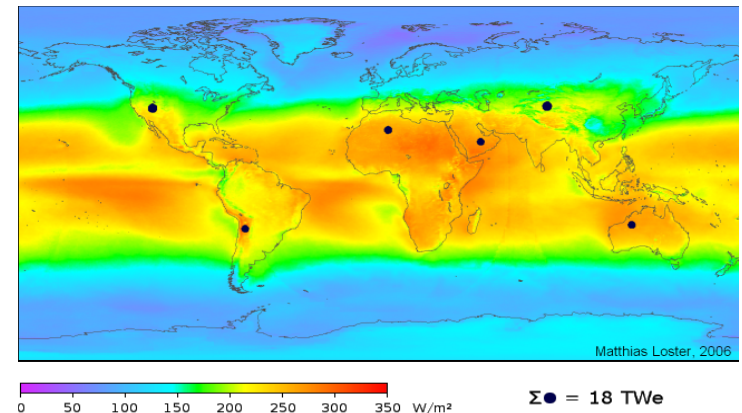 Matthias Loster, 2006
0 50 100 150 200 250 300 350 W/m²
Σ● = 18 TWe